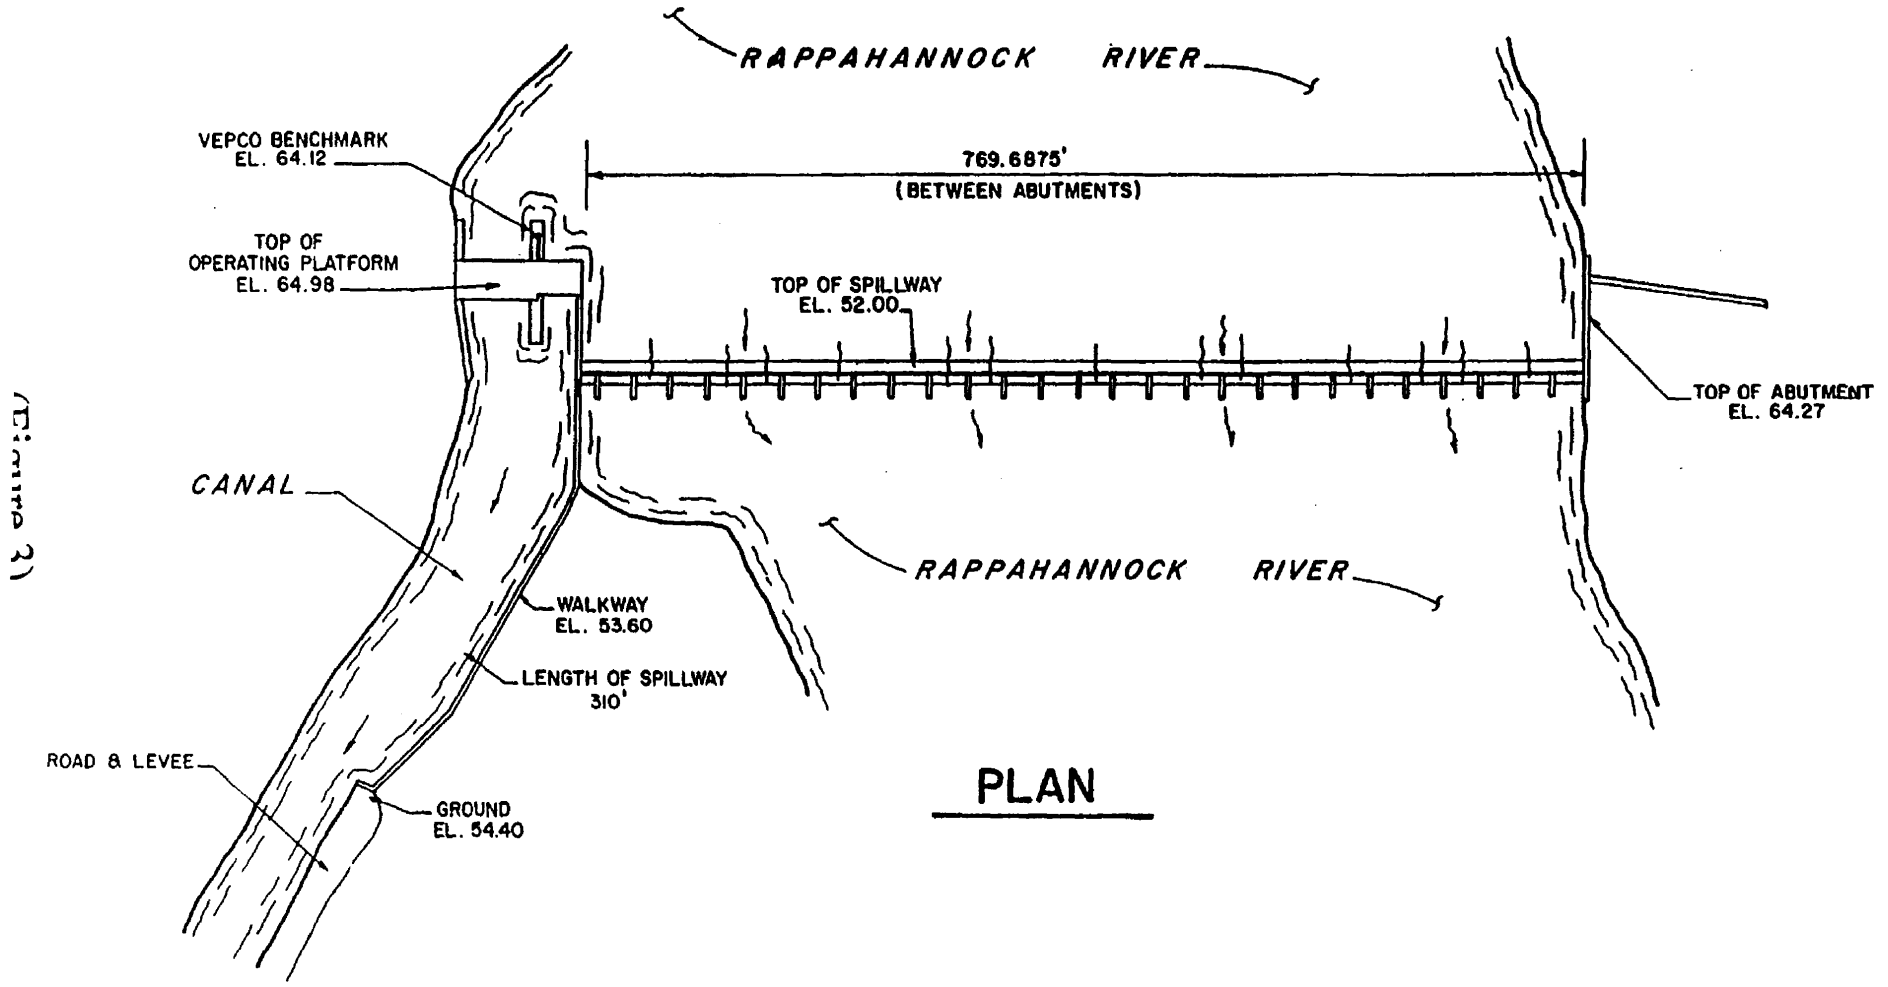 RAPPAHANNOCK RIVER
VEPCO BENCHMARK
EL. 64.12
769.6875'
(BETWEEN ABUTMENTS)
TOP OF
OPERATING PLATFORM
EL. 64.98
TOP OF SPILLWAY
EL. 52.00
TOP OF ABUTMENT
EL. 64.27
(Figure 3)
CANAL
RAPPAHANNOCK RIVER
WALKWAY
EL. 53.60
LENGTH OF SPILLWAY
310'
ROAD & LEVEE
PLAN
GROUND
EL. 54.40